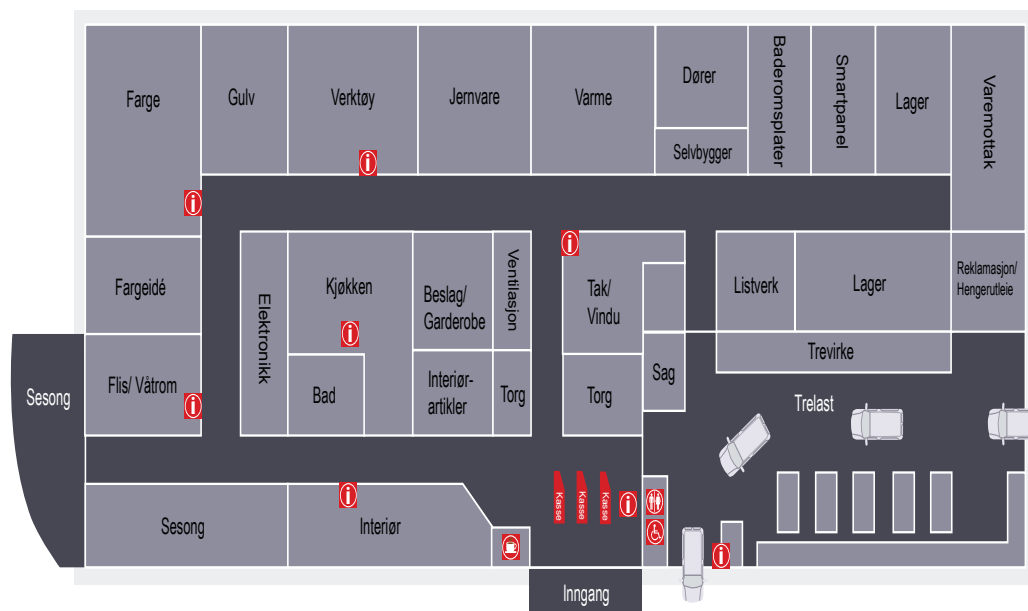 Farge
Gulv
Verktøy
Jernvare
Varme
Dører
Selvbygger
Baderomsplater
Smartpanel
Lager
Varemottak
i
i
Fargeidé
Elektronikk
Kjøkken
Beslag/
Garderobe
Ventilasjon
i
Tak/
Vindu
Listverk
Lager
Reklamasjon/
Hengerutleie
i
Trevirke
Sesong
Flis/ Våtrom
i
Bad
Interiør-
artikler
Torg
Torg
Sag
Trelast
Sesong
i
Interiør
Kasse
Kasse
Kasse
i
i
Inngang